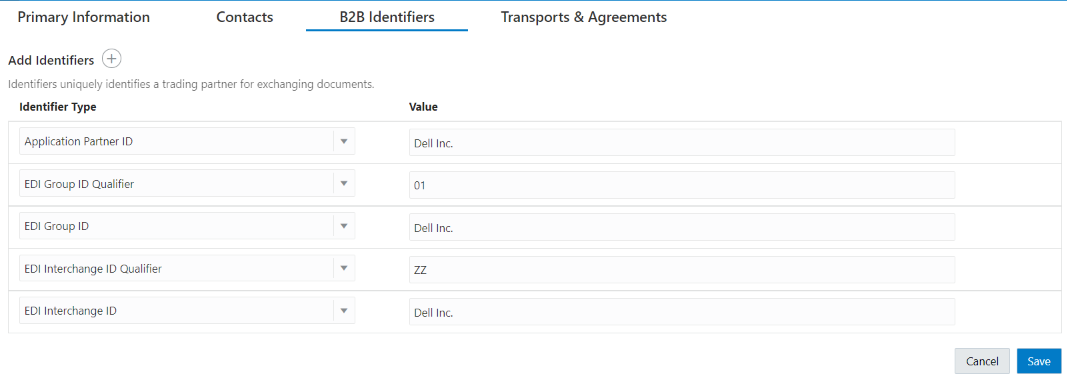 Primary Information Contacts B2B Identifiers Transports & Agreements
Add Identifiers
Identifiers uniquely identifies a trading partner for exchanging documents.
Identifier Type Value
Application Partner ID Dell Inc.
EDI Group ID Qualifier 01
EDI Group ID Dell Inc.
EDI Interchange ID Qualifier ZZ
EDI Interchange ID Dell Inc.
Cancel Save